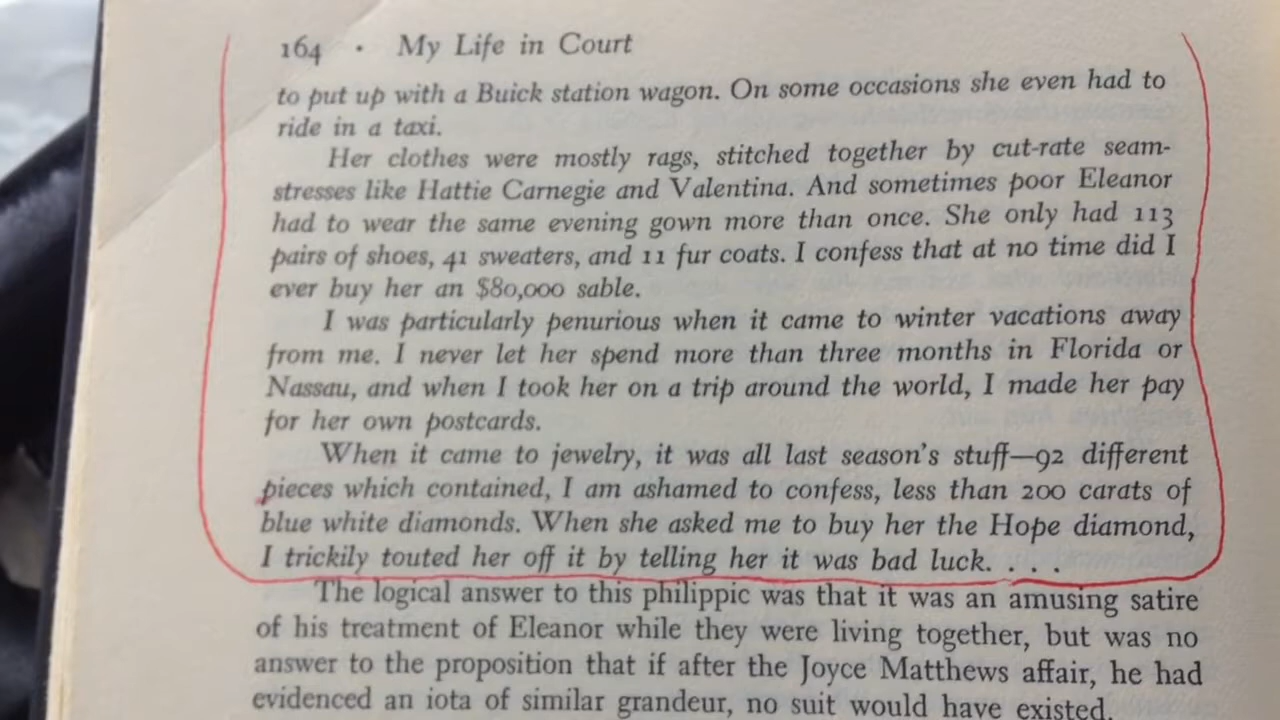 164 • My Life in Court
to put up with a Buick station wagon. On some occasions she even had to
ride in a taxi.
Her clothes were mostly rags, stitched together by cut-rate seam-
stresses like Hattie Carnegie and Valentina. And sometimes poor Eleanor
had to wear the same evening gown more than once. She only had 113
pairs of shoes, 41 sweaters, and 11 fur coats. I confess that at no time did I
ever buy her an $80,000 sable.
I was particularly penurious when it came to winter vacations away
from me. I never let her spend more than three months in Florida or
Nassau, and when I took her on a trip around the world, I made her pay
for her own postcards.
When it came to jewelry, it was all last season's stuff—92 different
pieces which contained, I am ashamed to confess, less than 200 carats of
blue white diamonds. When she asked me to buy her the Hope diamond,
I trickily touted her off it by telling her it was bad luck. . . .
The logical answer to this philippic was that it was an amusing satire
of his treatment of Eleanor while they were living together, but was no
answer to the proposition that if after the Joyce Matthews affair, he had
evidenced an iota of similar grandeur, no suit would have existed.